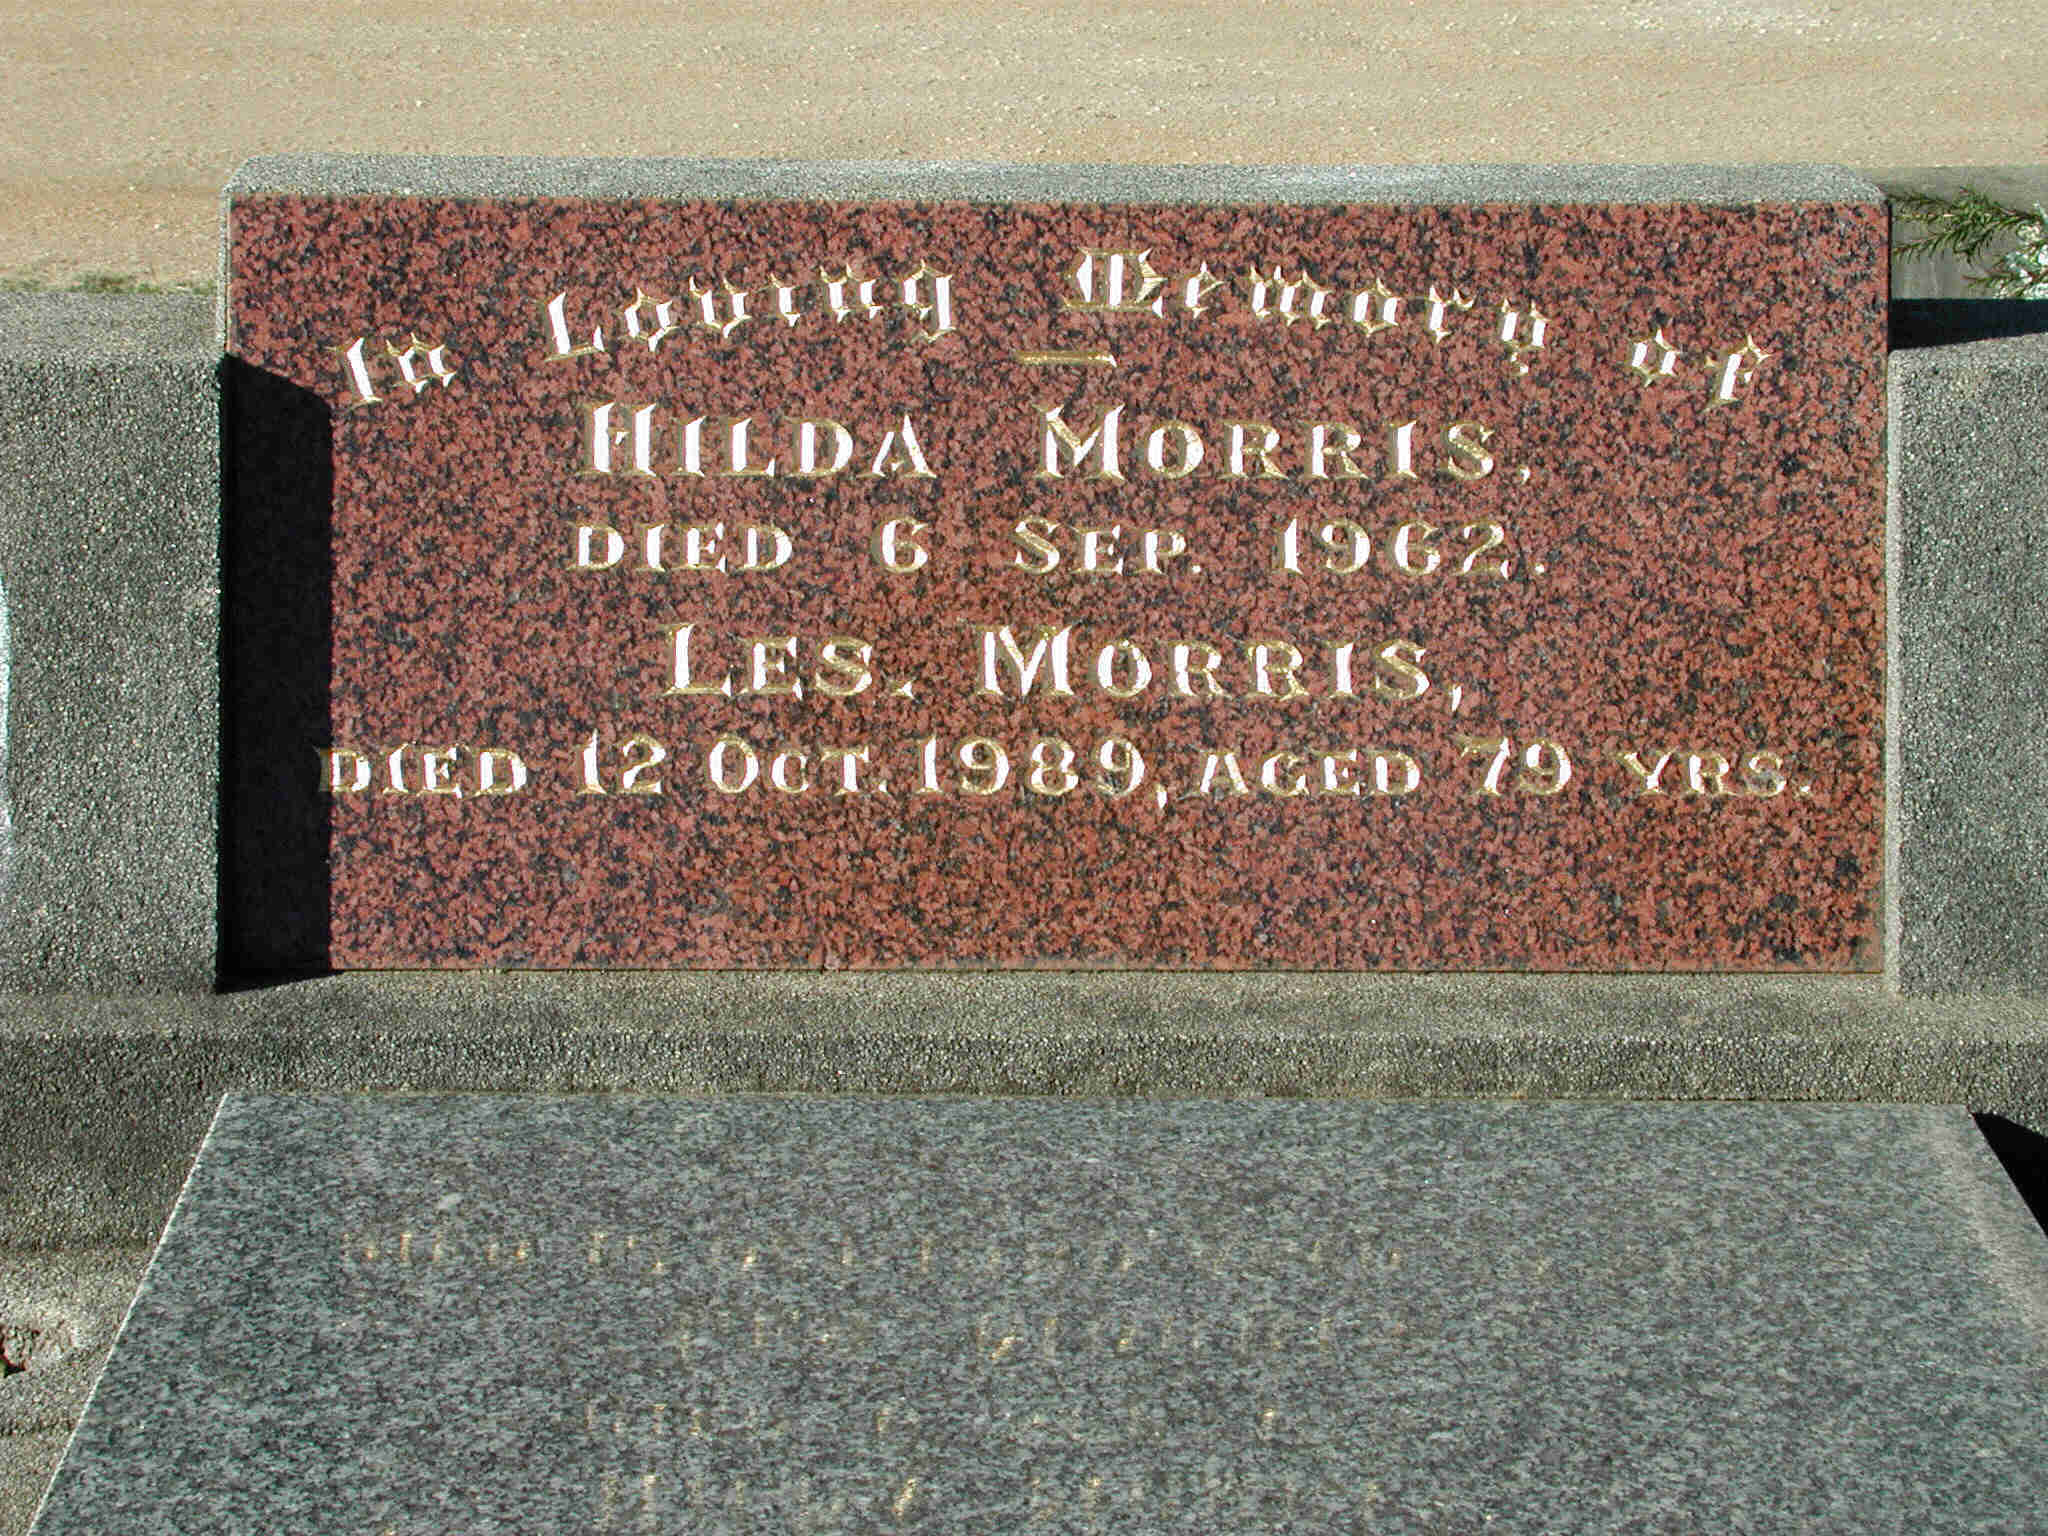 In Loving Memory of
HILDA MORRIS,
DIED 6 SEP. 1962.
LES. MORRIS,
DIED 12 OCT. 1989, AGED 79 YRS.